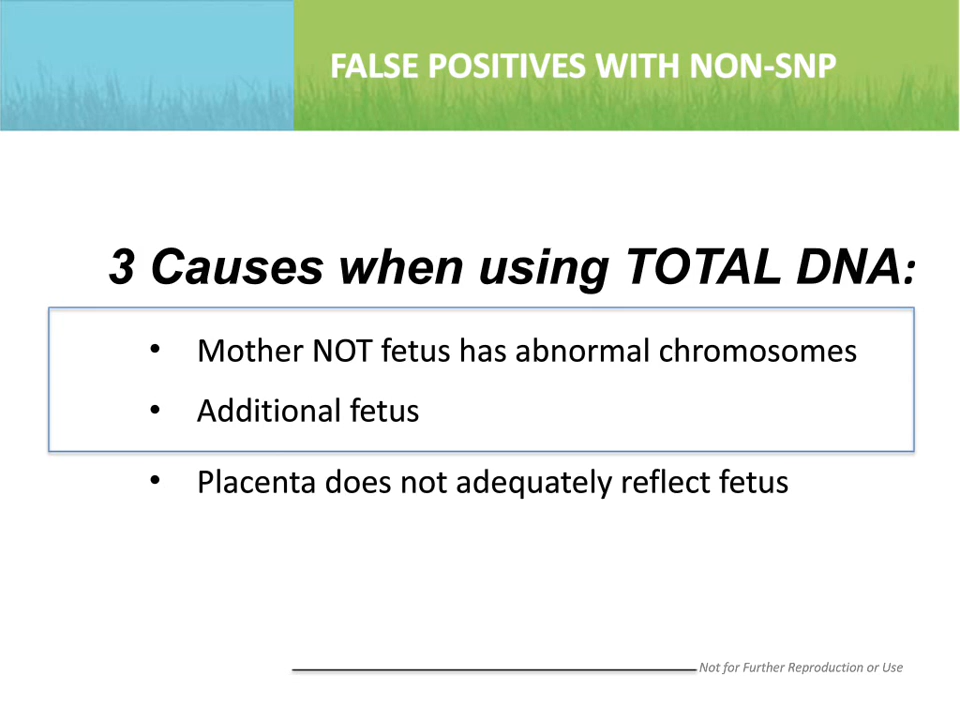 FALSE POSITIVES WITH NON-SNP
3 Causes when using TOTAL DNA:
• Mother NOT fetus has abnormal chromosomes
• Additional fetus
• Placenta does not adequately reflect fetus
Not for Further Reproduction or Use